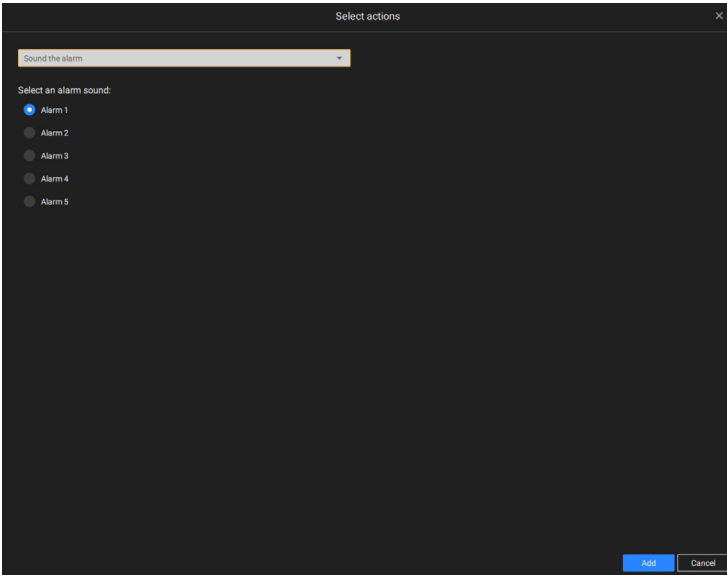 Select actions
Sound the alarm
Select an alarm sound:
Alarm 1
Alarm 2
Alarm 3
Alarm 4
Alarm 5
Add Cancel